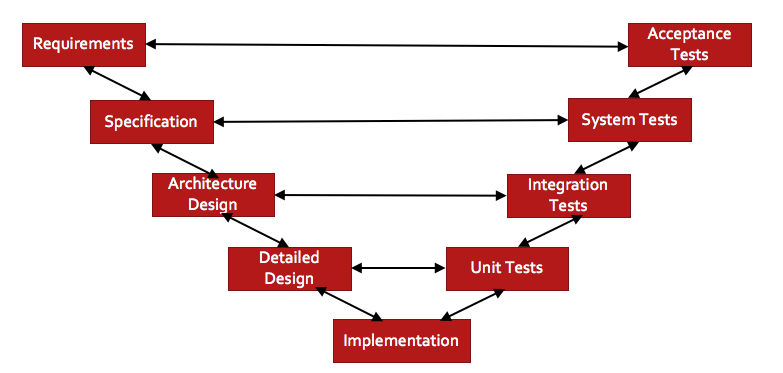 Requirements
Acceptance
Tests
Specification
System Tests
Architecture
Design
Integration
Tests
Detailed
Design
Unit Tests
Implementation